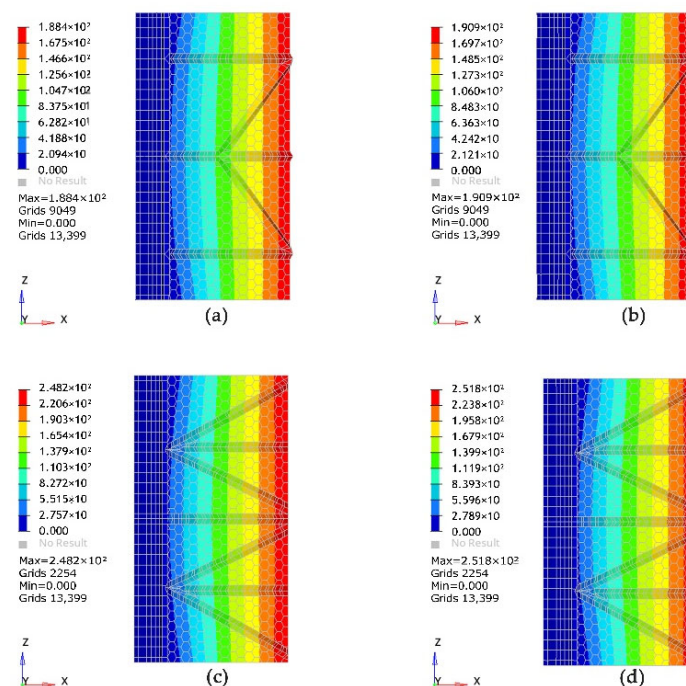 1.884×10²
1.675×10²
1.466×10²
1.256×10²
1.047×10²
8.375×10¹
6.282×10¹
4.188×10
2.094×10
0.000
No Result
Max=1.884×10²
Grids 9049
Min=0.000
Grids 13,399
Z
Y X
(a)
1.909×10²
1.697×10²
1.485×10²
1.273×10²
1.060×10²
8.483×10
6.363×10
4.242×10
2.121×10
0.000
No Result
Max=1.909×10²
Grids 9049
Min=0.000
Grids 13,399
Z
Y X
(b)
2.482×10²
2.206×10²
1.903×10²
1.654×10²
1.379×10²
1.103×10²
8.272×10
5.515×10
2.757×10
0.000
No Result
Max=2.482×10²
Grids 2254
Min=0.000
Grids 13,399
Z
Y X
(c)
2.518×10²
2.238×10²
1.958×10²
1.679×10²
1.399×10²
1.119×10²
8.393×10
5.596×10
2.789×10
0.000
No Result
Max=2.518×10²
Grids 2254
Min=0.000
Grids 13,399
Z
Y X
(d)